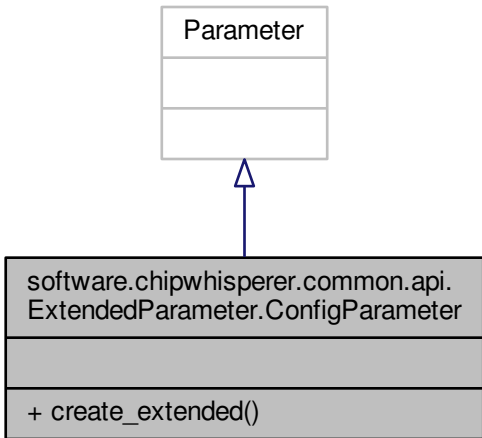 Parameter
software.chipwhisperer.common.api.
ExtendedParameter.ConfigParameter
+ create_extended()